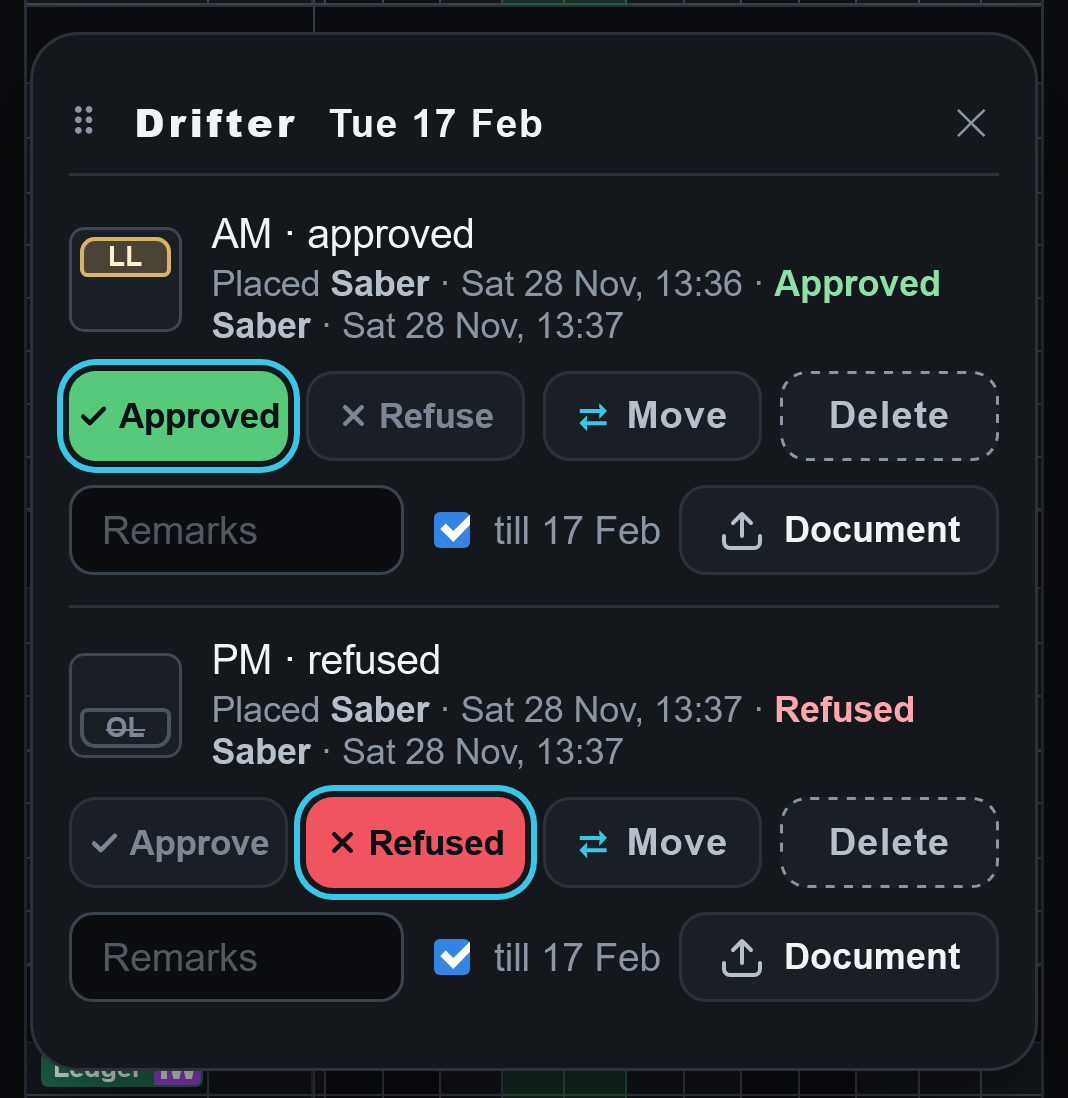 Drifter Tue 17 Feb
LL
AM · approved
Placed Saber · Sat 28 Nov, 13:36 · Approved
Saber · Sat 28 Nov, 13:37
Approved Refuse Move Delete
Remarks till 17 Feb Document
PM · refused
OL
Placed Saber · Sat 28 Nov, 13:37 · Refused
Saber · Sat 28 Nov, 13:37
Approve Refused Move Delete
Remarks till 17 Feb Document
Ledger